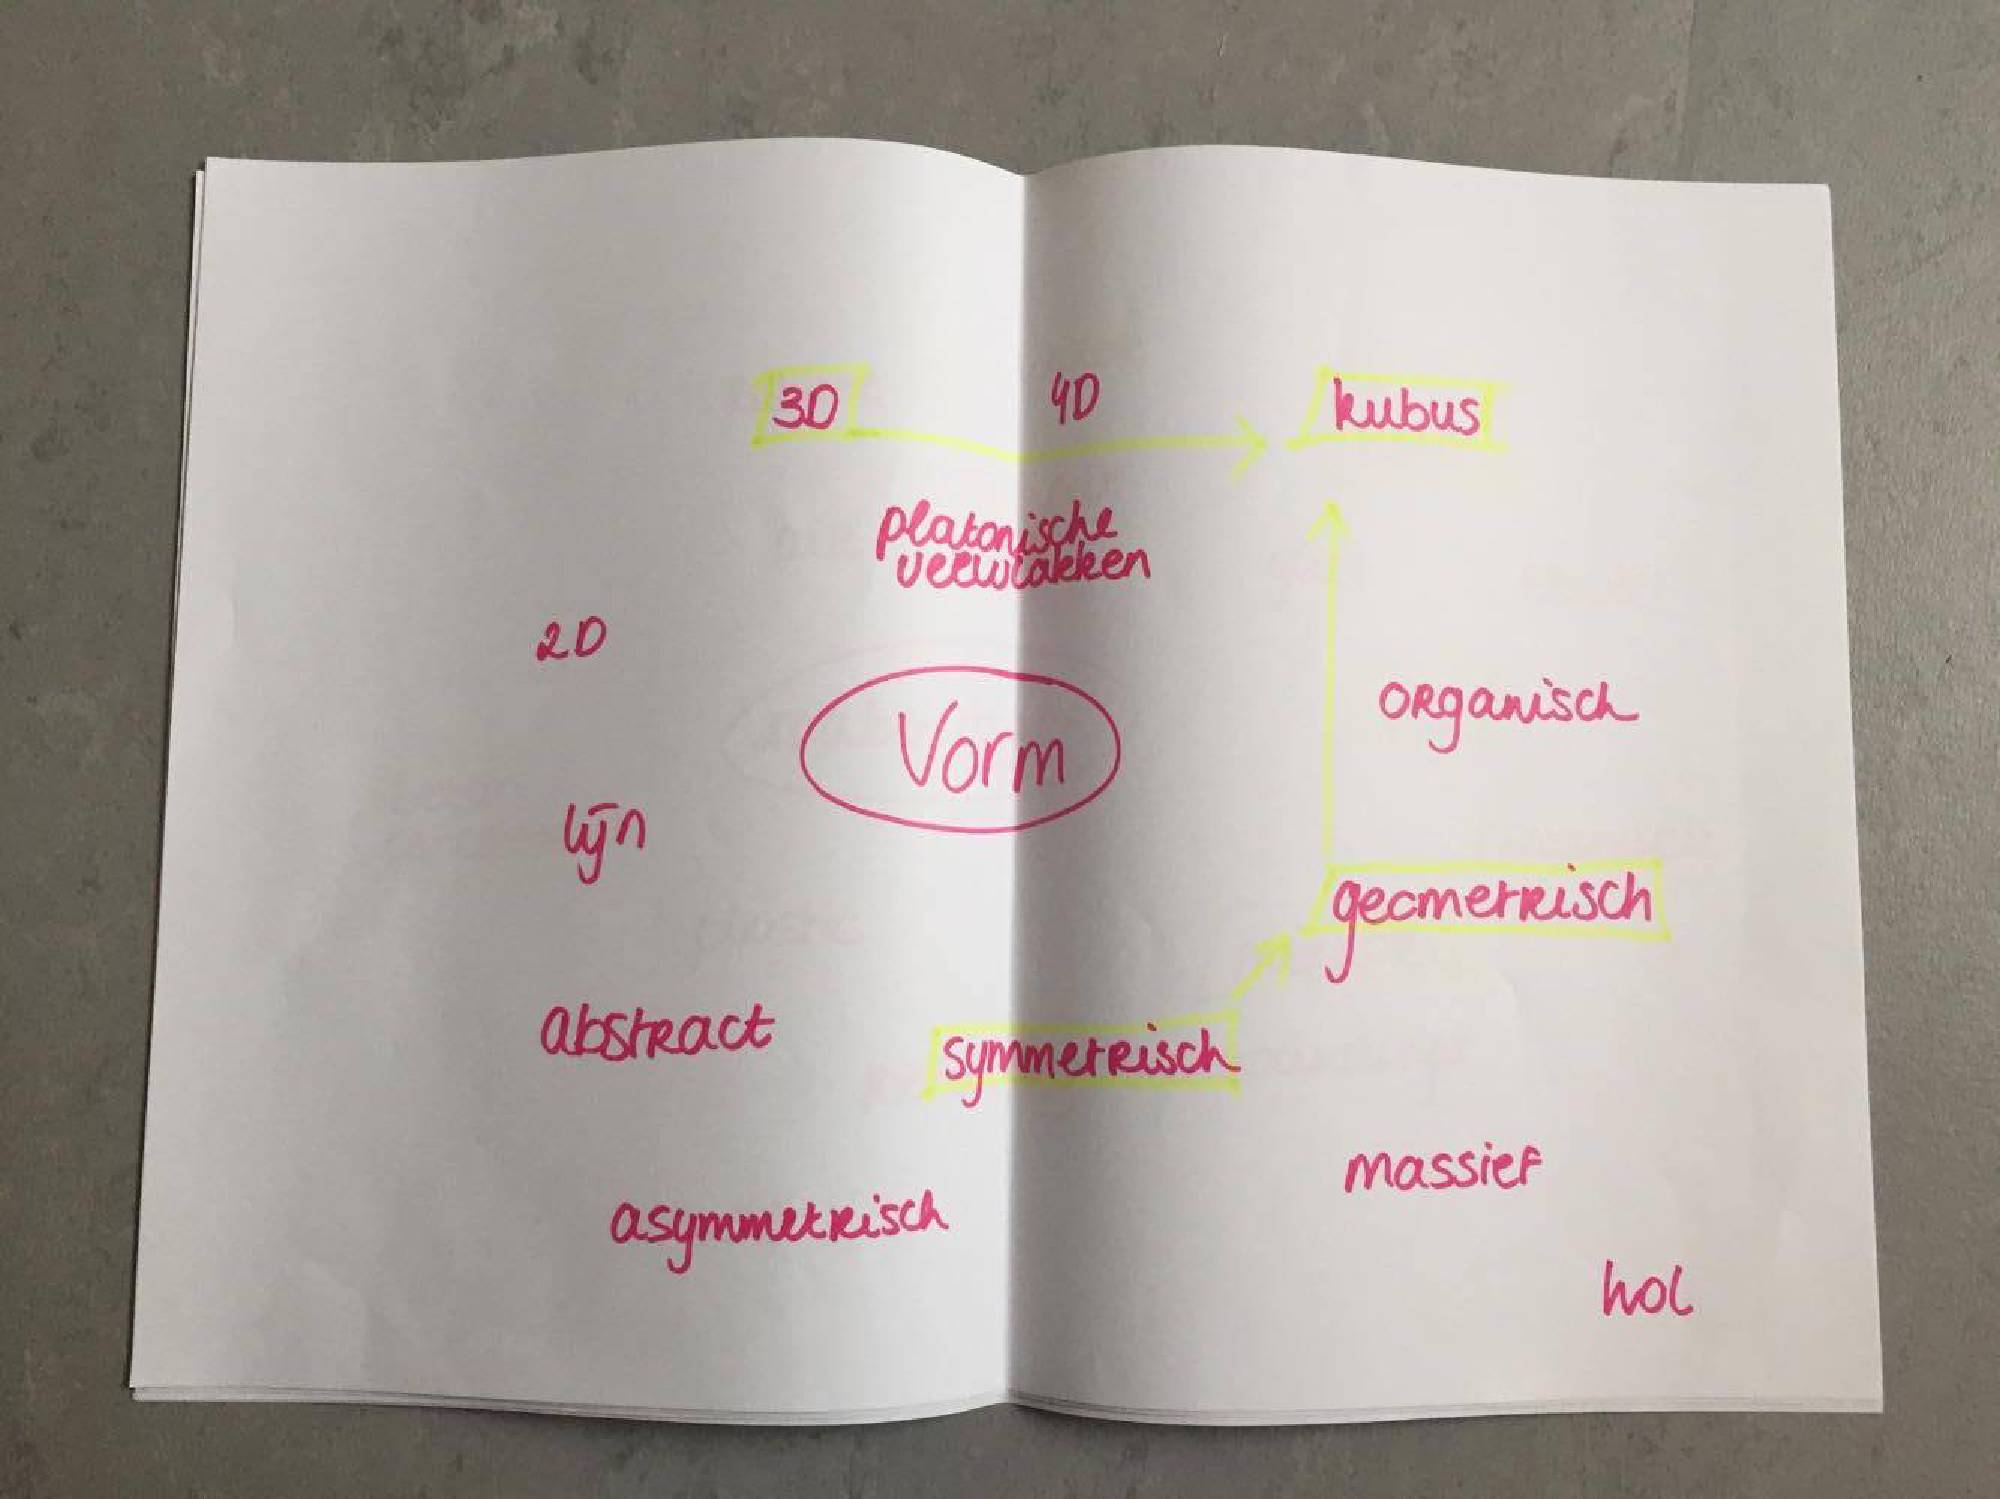 3D
4D
kubus
platonische
veelvlakken
2D
Vorm
organisch
lijn
geometrisch
abstract
symmetrisch
massief
asymmetrisch
hol